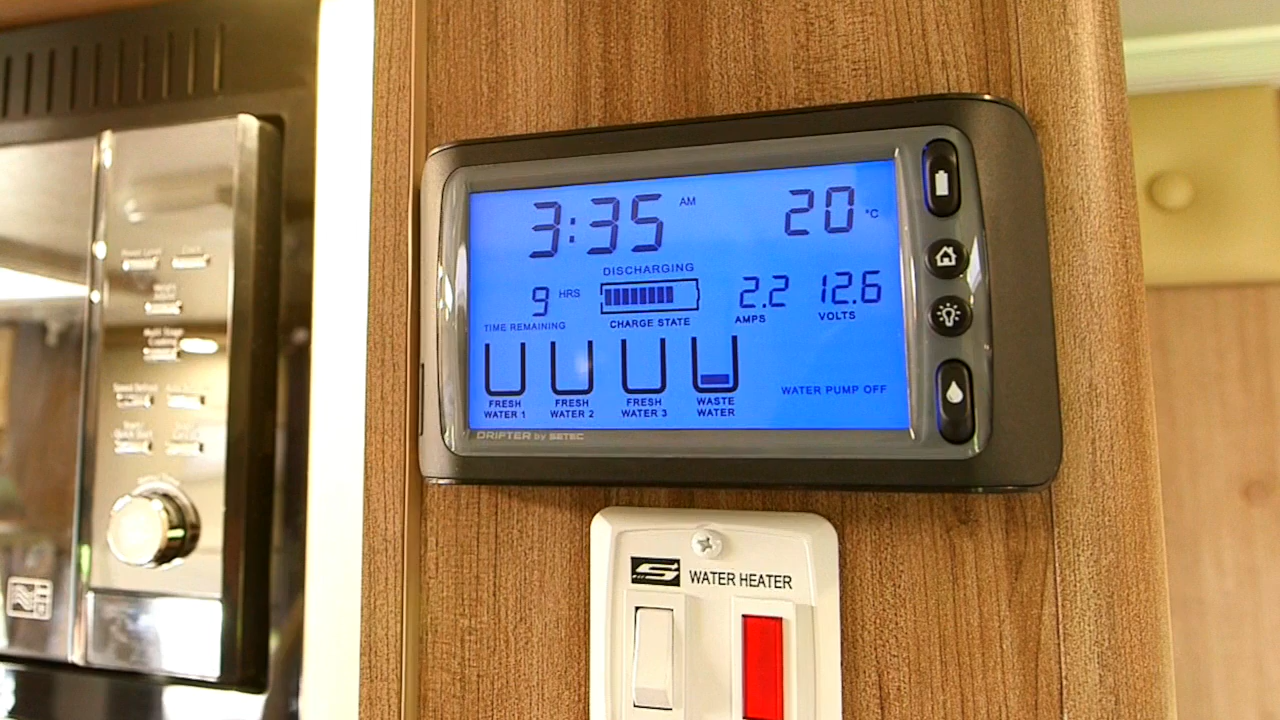 3:35 AM
20 °C
DISCHARGING
9 HRS
2.2
12.6
TIME REMAINING
CHARGE STATE
AMPS
VOLTS
FRESH WATER 1
FRESH WATER 2
FRESH WATER 3
WASTE WATER
WATER PUMP OFF
DRIFTER by SETEC
WATER HEATER